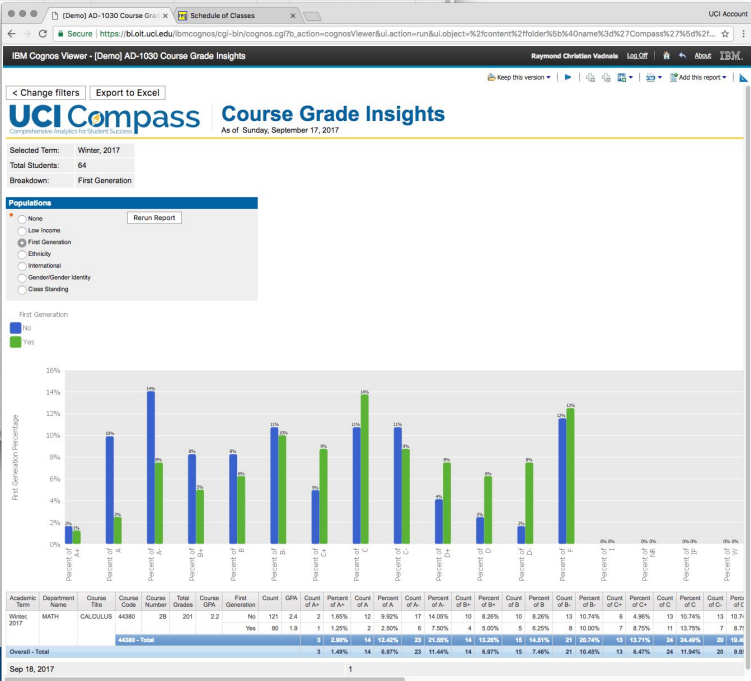 [Demo] AD-1030 Course Grad
Schedule of Classes
UCI Account
Secure https://bi.oit.uci.edu/ibmcognos/cgi-bin/cognos.cgi?b_action=cognosViewer&ui.action=run&ui.object=%2fcontent%2ffolder%5b%40name%3d%27Compass%27%5d%2f...
IBM Cognos Viewer - [Demo] AD-1030 Course Grade Insights
Raymond Christian Vadnais Log Off About IBM.
Keep this version Add this report
< Change filters Export to Excel
UCI Compass
Comprehensive Analytics for Student Success
Course Grade Insights
As of Sunday, September 17, 2017
Selected Term: Winter, 2017
Total Students: 64
Breakdown: First Generation
Populations
* None Rerun Report
Low Income
First Generation
Ethnicity
International
Gender/Gender Identity
Class Standing
First Generation
No
Yes
First Generation Percentage
16%
14%
12%
10%
8%
6%
4%
2%
0%
2% 1% 10% 2% 14% 8% 8% 5% 8% 6% 11% 10% 5% 9% 11% 14% 11% 9% 4% 8% 2% 6% 2% 8% 12% 12% 0% 0% 0% 0% 0% 0% 0% 0%
Percent of A+
Percent of A
Percent of A-
Percent of B+
Percent of B
Percent of B-
Percent of C+
Percent of C
Percent of C-
Percent of D+
Percent of D
Percent of D-
Percent of F
Percent of I
Percent of NR
Percent of IP
Percent of W
Academic Term Department Name Course Title Course Code Course Number Total Grades Course GPA First Generation Count GPA Count of A+ Percent of A+ Count of A Percent of A Count of A- Percent of A- Count of B+ Percent of B+ Count of B Percent of B Count of B- Percent of B- Count of C+ Percent of C+ Count of C Percent of C Count of C- Perc of C
Winter, 2017 MATH CALCULUS 44380 2B 201 2.2 No 121 2.4 2 1.65% 12 9.92% 17 14.05% 10 8.26% 10 8.26% 13 10.74% 6 4.96% 13 10.74% 13 10.74
Yes 80 1.9 1 1.25% 2 2.50% 6 7.50% 4 5.00% 5 6.25% 8 10.00% 7 8.75% 11 13.75% 7 8.75
44380 - Total 3 2.90% 14 12.42% 23 21.55% 14 13.26% 15 14.51% 21 20.74% 13 13.71% 24 24.49% 20 19.4
Overall - Total 3 1.49% 14 6.97% 23 11.44% 14 6.97% 15 7.46% 21 10.45% 13 6.47% 24 11.94% 20 9.9
Sep 18, 2017 1